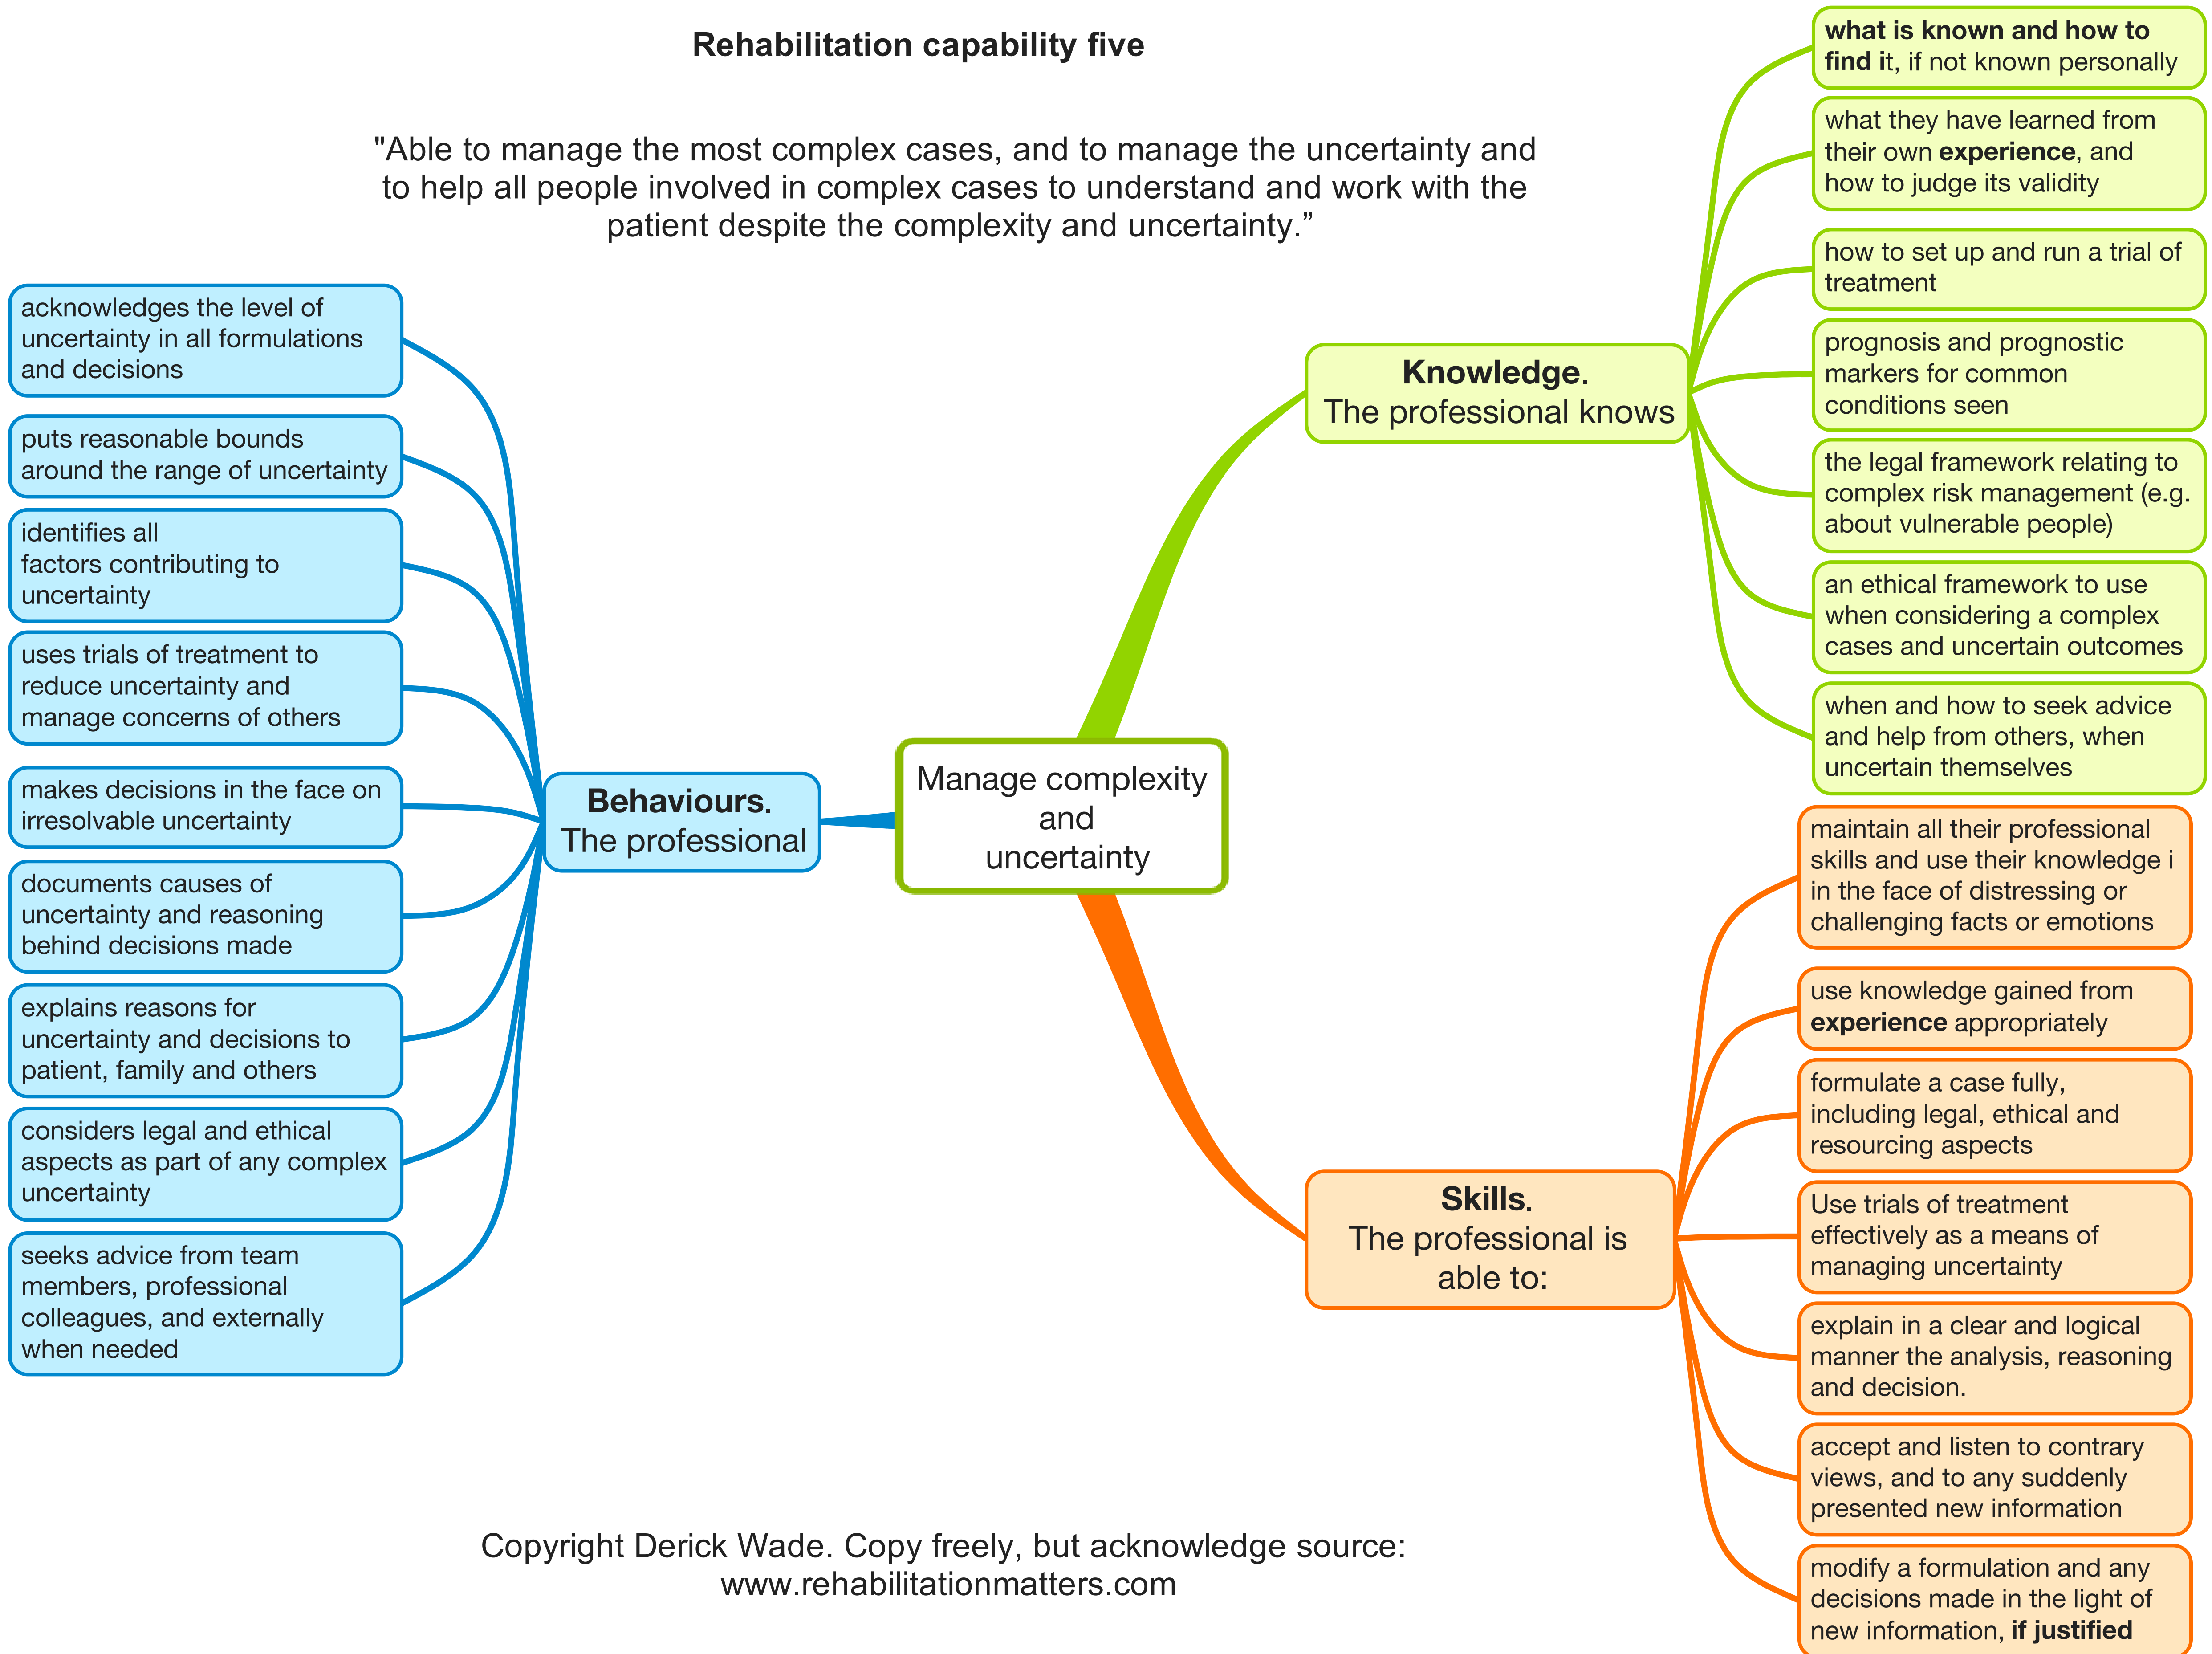 Rehabilitation capability five
"Able to manage the most complex cases, and to manage the uncertainty and
to help all people involved in complex cases to understand and work with the
patient despite the complexity and uncertainty.”
acknowledges the level of
uncertainty in all formulations
and decisions
puts reasonable bounds
around the range of uncertainty
identifies all
factors contributing to
uncertainty
uses trials of treatment to
reduce uncertainty and
manage concerns of others
makes decisions in the face on
irresolvable uncertainty
documents causes of
uncertainty and reasoning
behind decisions made
explains reasons for
uncertainty and decisions to
patient, family and others
considers legal and ethical
aspects as part of any complex
uncertainty
seeks advice from team
members, professional
colleagues, and externally
when needed
Behaviours.
The professional
Manage complexity
and
uncertainty
Knowledge.
The professional knows
what is known and how to
find it, if not known personally
what they have learned from
their own experience, and
how to judge its validity
how to set up and run a trial of
treatment
prognosis and prognostic
markers for common
conditions seen
the legal framework relating to
complex risk management (e.g.
about vulnerable people)
an ethical framework to use
when considering a complex
cases and uncertain outcomes
when and how to seek advice
and help from others, when
uncertain themselves
Skills.
The professional is
able to:
maintain all their professional
skills and use their knowledge i
in the face of distressing or
challenging facts or emotions
use knowledge gained from
experience appropriately
formulate a case fully,
including legal, ethical and
resourcing aspects
Use trials of treatment
effectively as a means of
managing uncertainty
explain in a clear and logical
manner the analysis, reasoning
and decision.
accept and listen to contrary
views, and to any suddenly
presented new information
modify a formulation and any
decisions made in the light of
new information, if justified
Copyright Derick Wade. Copy freely, but acknowledge source:
www.rehabilitationmatters.com